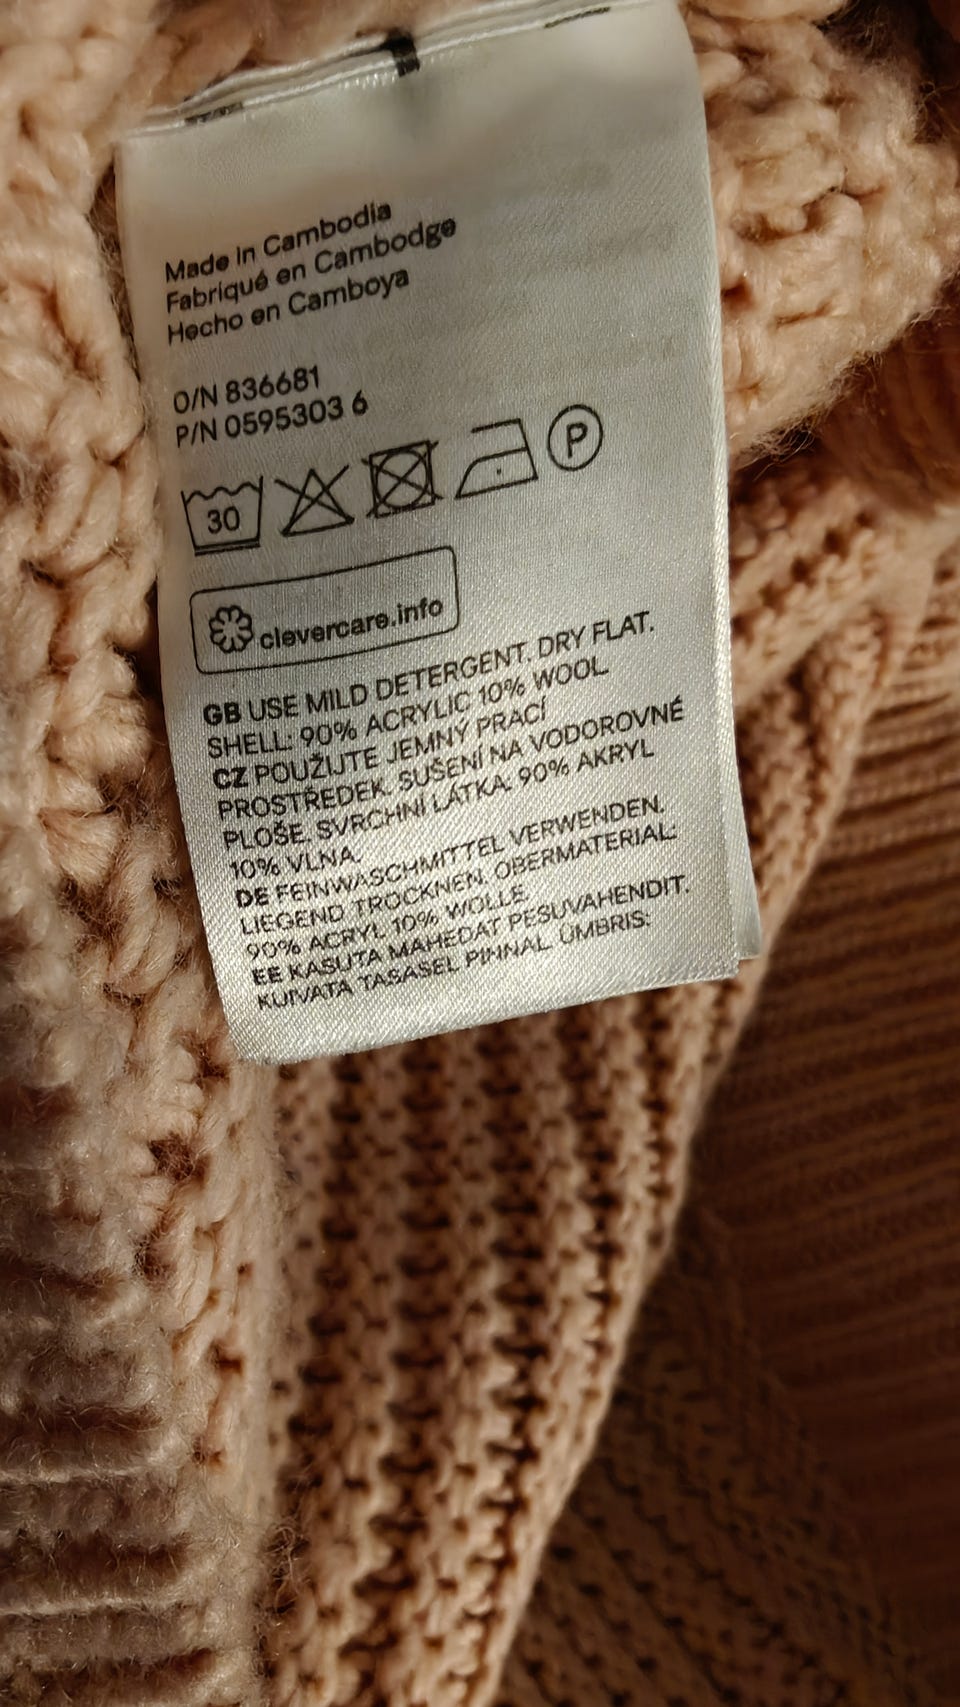 Made in Cambodia
Fabriqué en Cambodge
Hecho en Camboya
O/N 836681
P/N 0595303 6
30
P
clevercare.info
GB USE MILD DETERGENT. DRY FLAT.
SHELL: 90% ACRYLIC 10% WOOL
CZ POUŽIJTE JEMNÝ PRACÍ
PROSTŘEDEK. SUŠENÍ NA VODOROVNÉ
PLOŠE. SVRCHNÍ LÁTKA: 90% AKRYL
10% VLNA.
DE FEINWASCHMITTEL VERWENDEN.
LIEGEND TROCKNEN. OBERMATERIAL:
90% ACRYL 10% WOLLE
EE KASUTA MAHEDAT PESUVAHENDIT.
KUIVATA TASASEL PINNAL. ÜMBRIS: